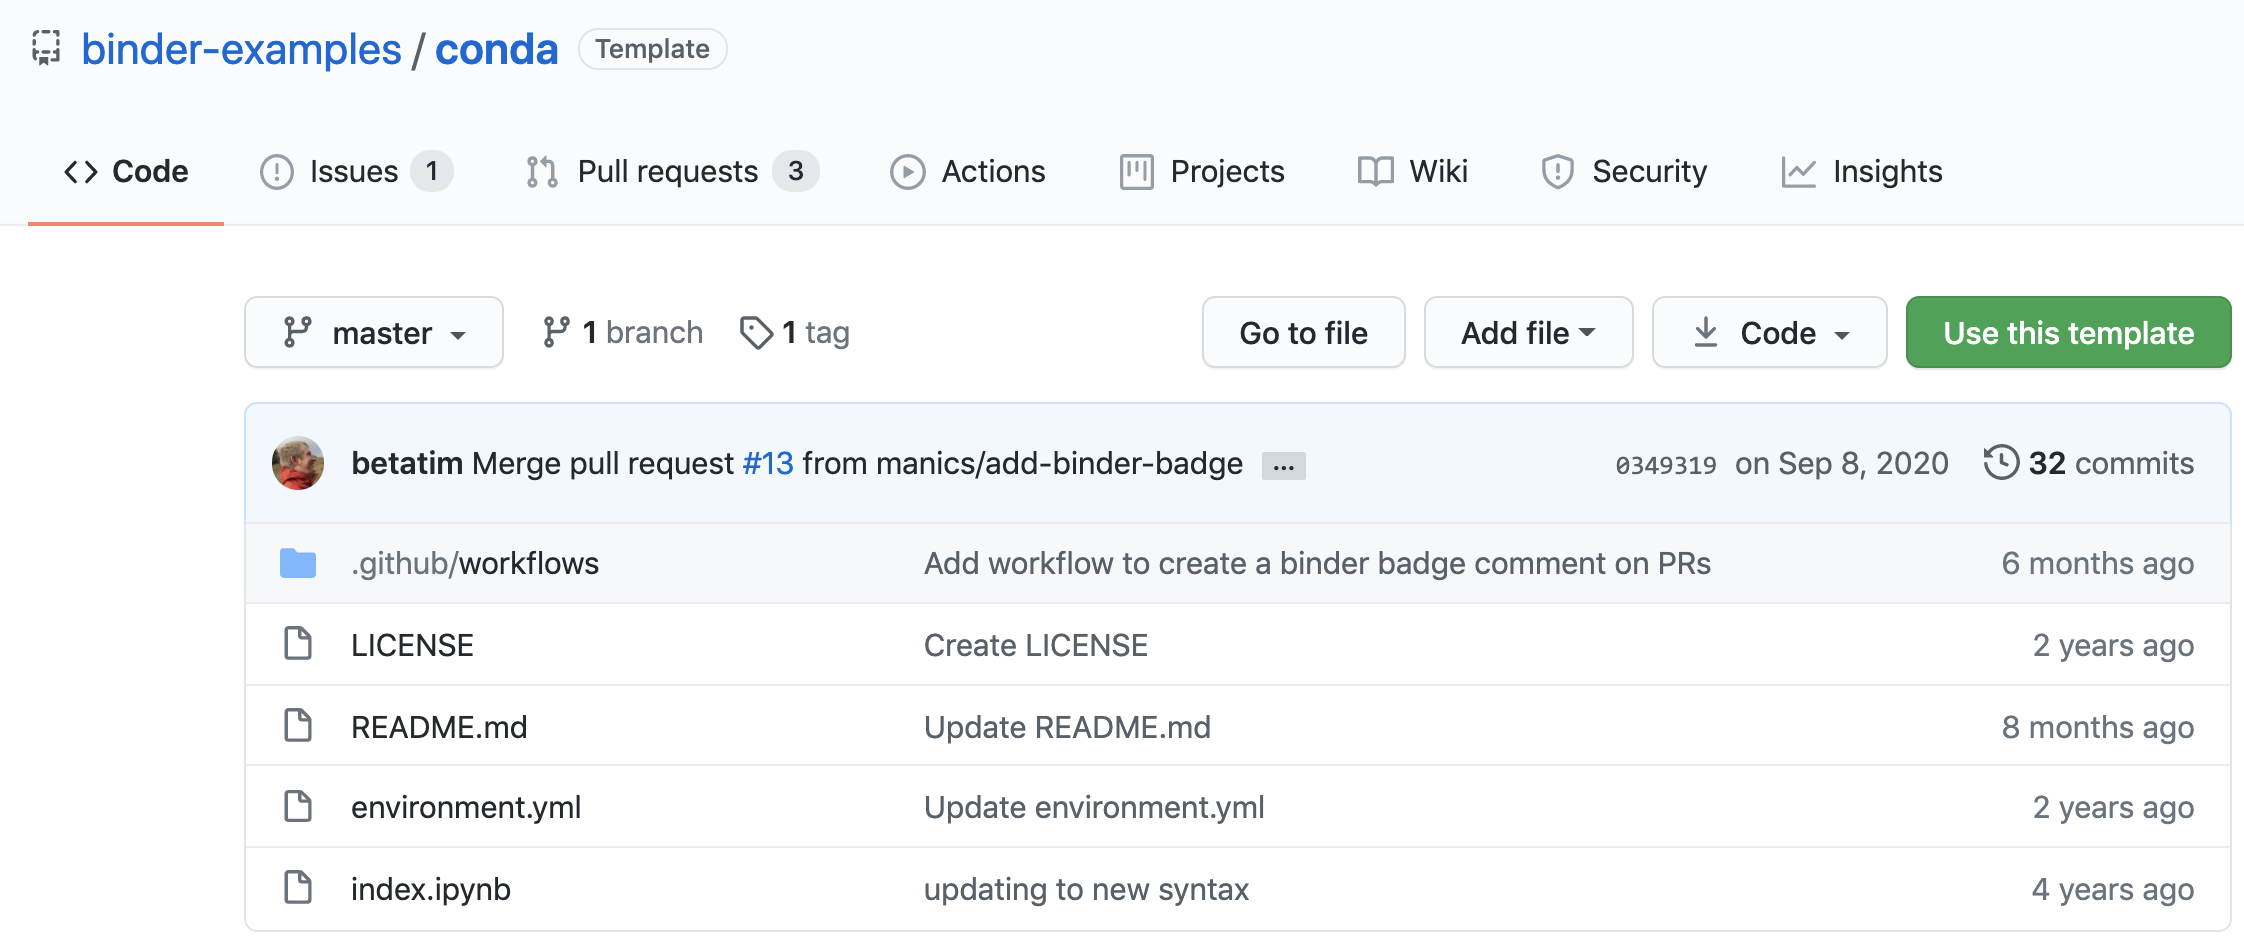 binder-examples / conda Template
Code Issues 1 Pull requests 3 Actions Projects Wiki Security Insights
master 1 branch 1 tag Go to file Add file Code Use this template
betatim Merge pull request #13 from manics/add-binder-badge ... 0349319 on Sep 8, 2020 32 commits
.github/workflows Add workflow to create a binder badge comment on PRs 6 months ago
LICENSE Create LICENSE 2 years ago
README.md Update README.md 8 months ago
environment.yml Update environment.yml 2 years ago
index.ipynb updating to new syntax 4 years ago